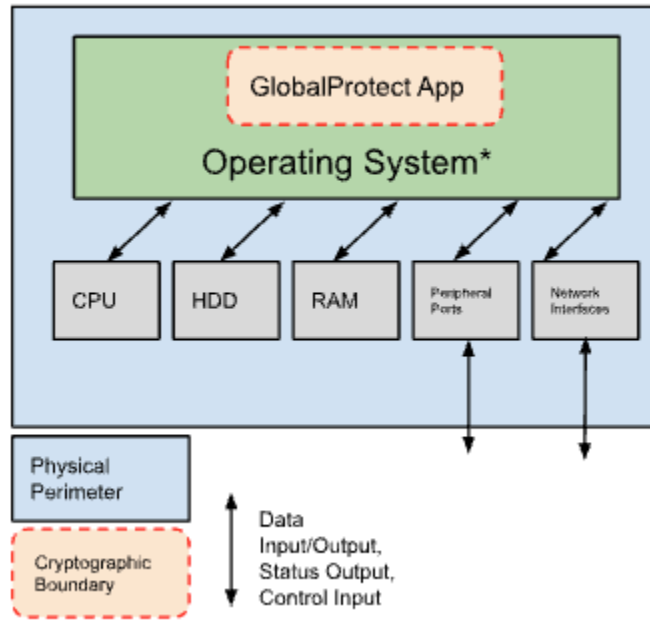 GlobalProtect App
Operating System*
CPU
HDD
RAM
Peripheral
Ports
Network
Interfaces
Physical
Perimeter
Cryptographic
Boundary
Data
Input/Output,
Status Output,
Control Input